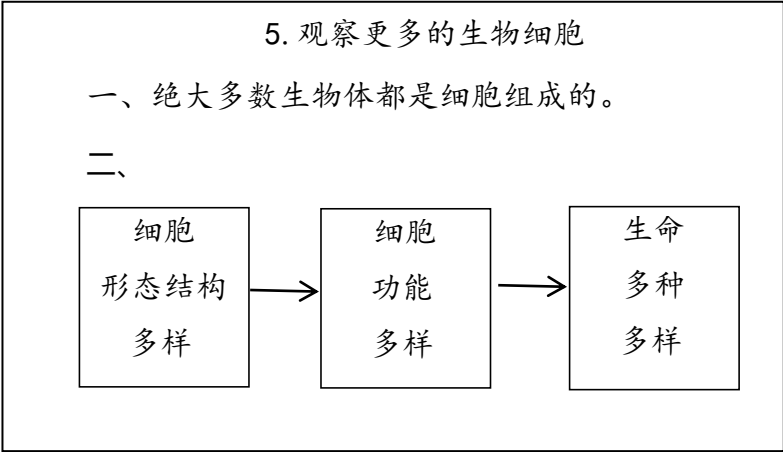 5. 观察更多的生物细胞
一、绝大多数生物体都是细胞组成的。
二、
细胞
形态结构
多样
细胞
功能
多样
生命
多种
多样